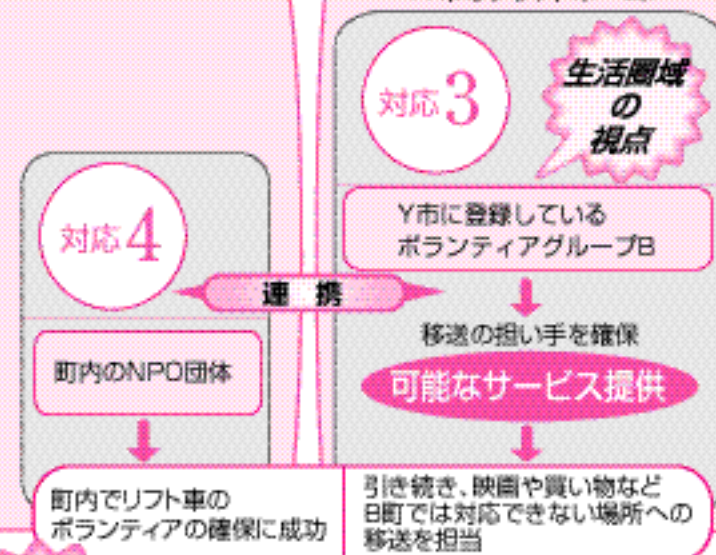 対応3
生活圏域
の
視点
Y市に登録している
ボランティアグループB
移送の担い手を確保
可能なサービス提供
引き続き、映画や買い物など
B町では対応できない場所への
移送を担当
連 携
対応4
町内のNPO団体
町内でリフト車の
ボランティアの確保に成功